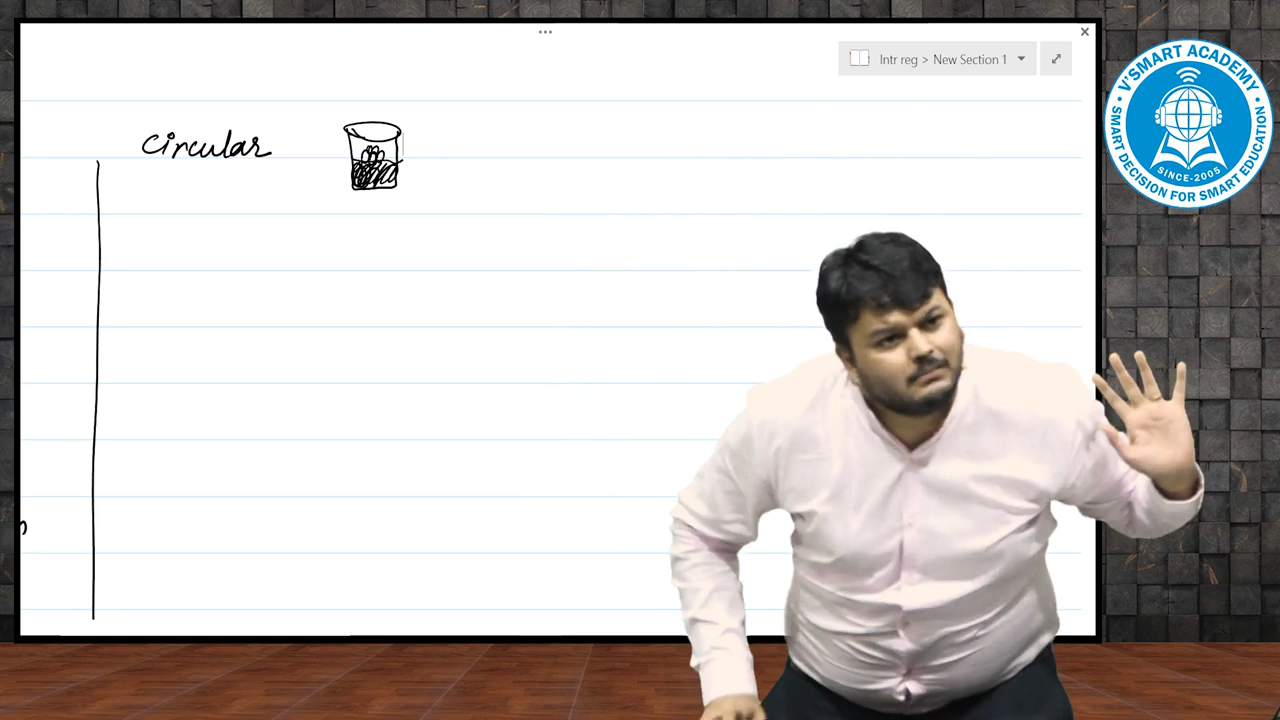 ...
Intr reg > New Section 1
circular
V'SMART ACADEMY
SINCE-2005
SMART DECISION FOR SMART EDUCATION